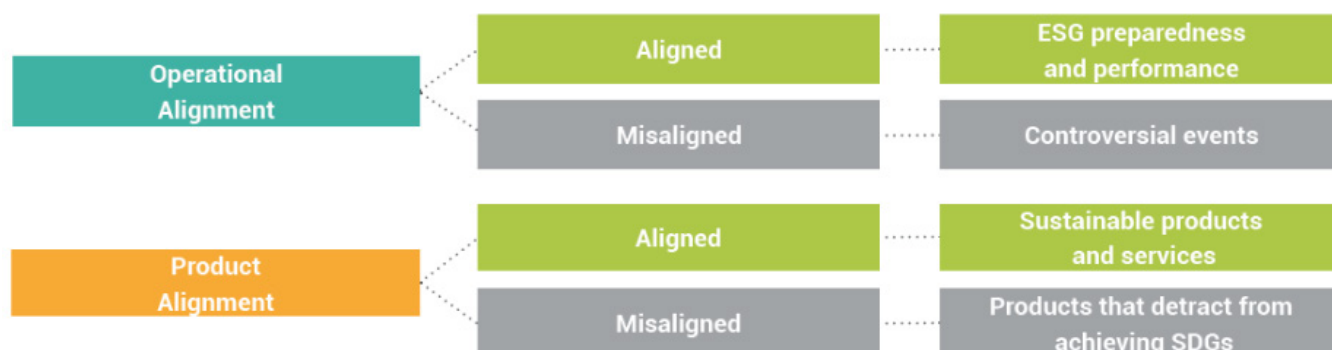 Operational
Alignment
Aligned
ESG preparedness
and performance
Misaligned
Controversial events
Product
Alignment
Aligned
Sustainable products
and services
Misaligned
Products that detract from
achieving SDGs